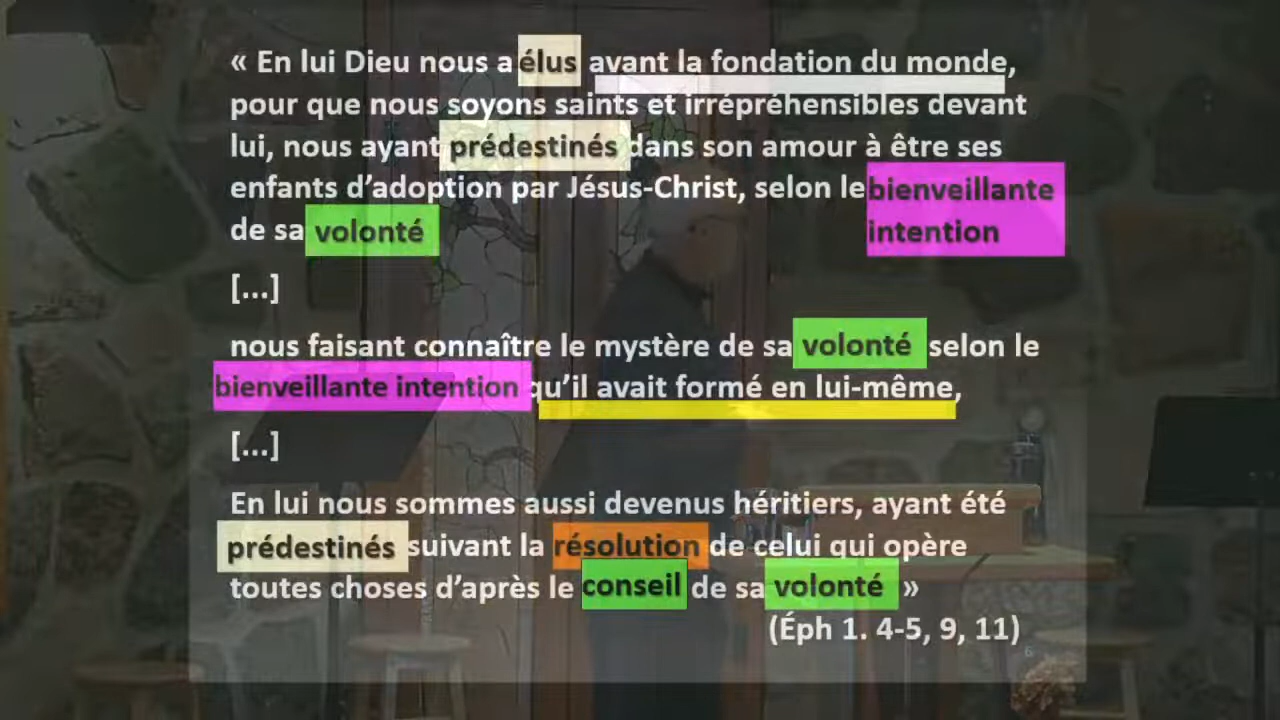 « En lui Dieu nous a élus avant la fondation du monde,
pour que nous soyons saints et irrépréhensibles devant
lui, nous ayant prédestinés dans son amour à être ses
enfants d’adoption par Jésus-Christ, selon le bienveillante
de sa volonté intention
[...]
nous faisant connaître le mystère de sa volonté selon le
bienveillante intention qu’il avait formé en lui-même,
[...]
En lui nous sommes aussi devenus héritiers, ayant été
prédestinés suivant la résolution de celui qui opère
toutes choses d’après le conseil de sa volonté »
(Éph 1. 4-5, 9, 11)
6